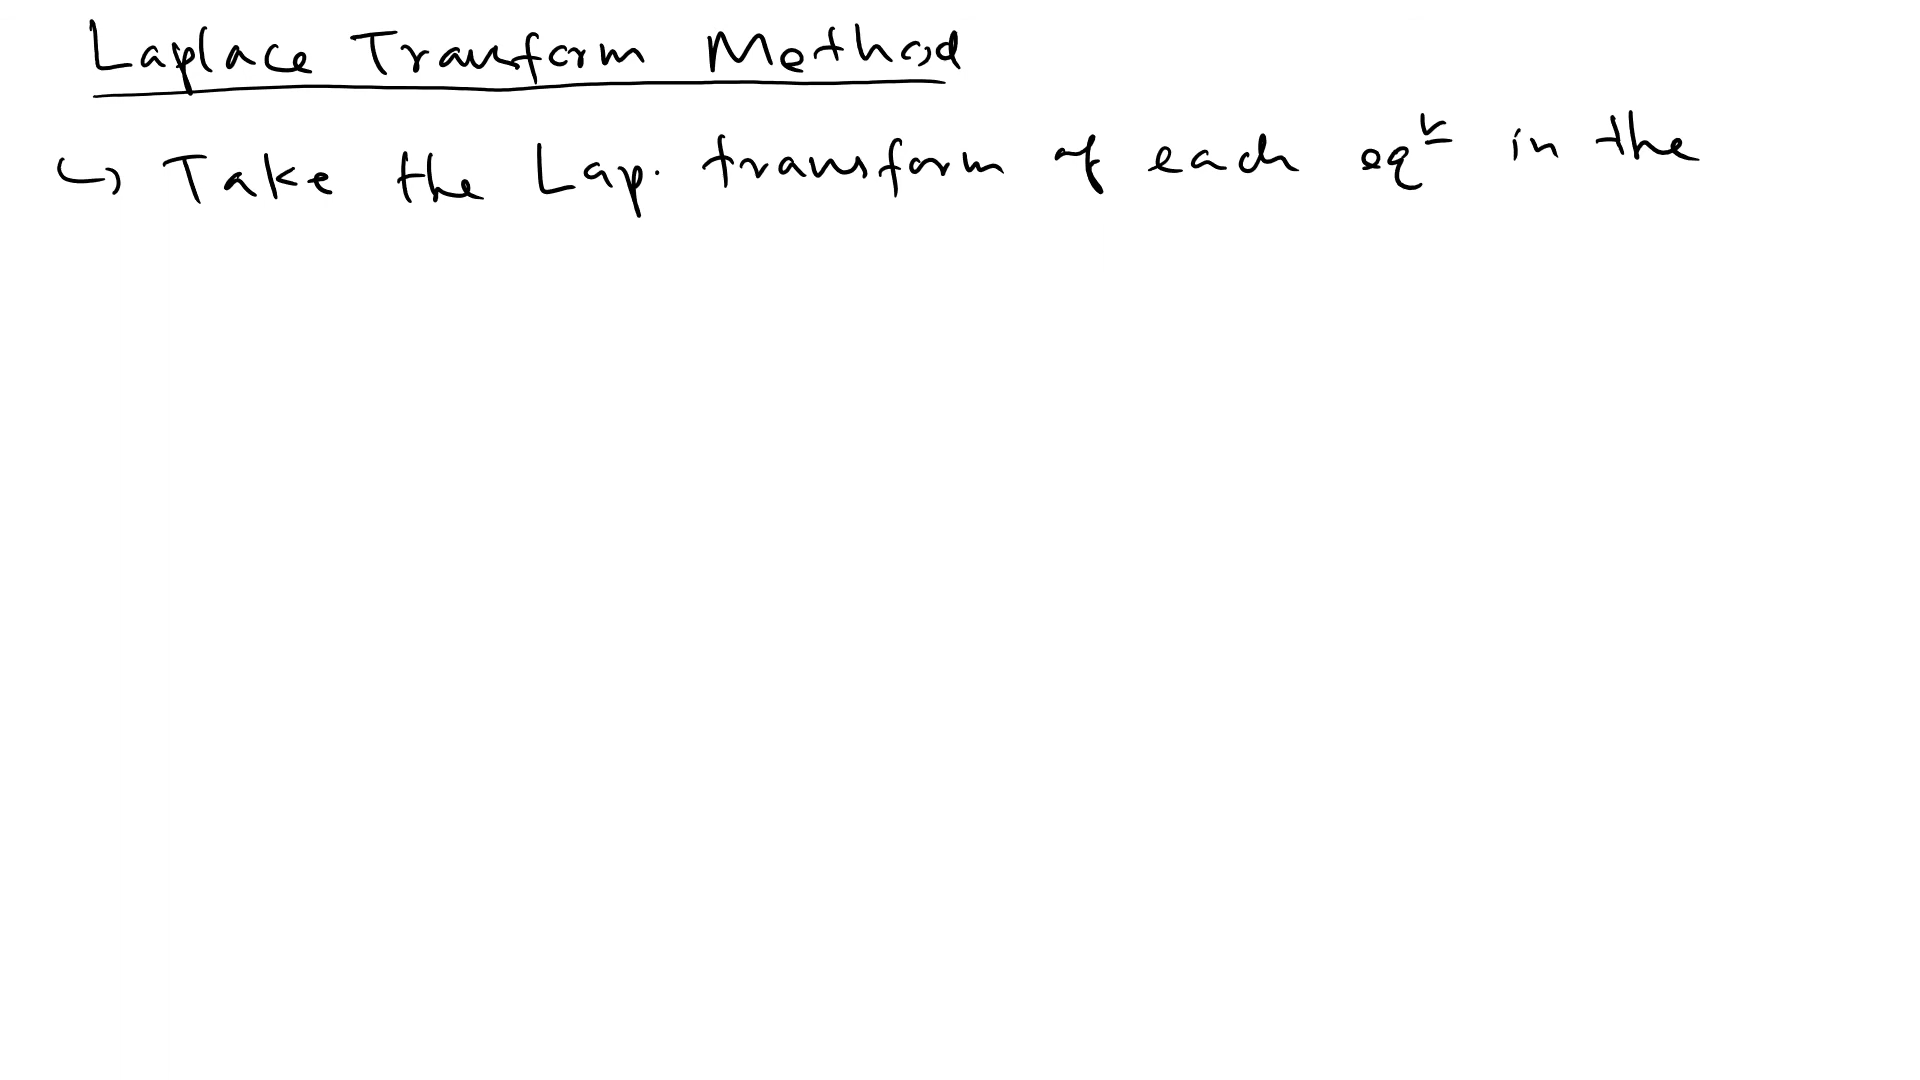 Laplace Transform Method
↪ Take the Lap. transform of each eqⁿ in the